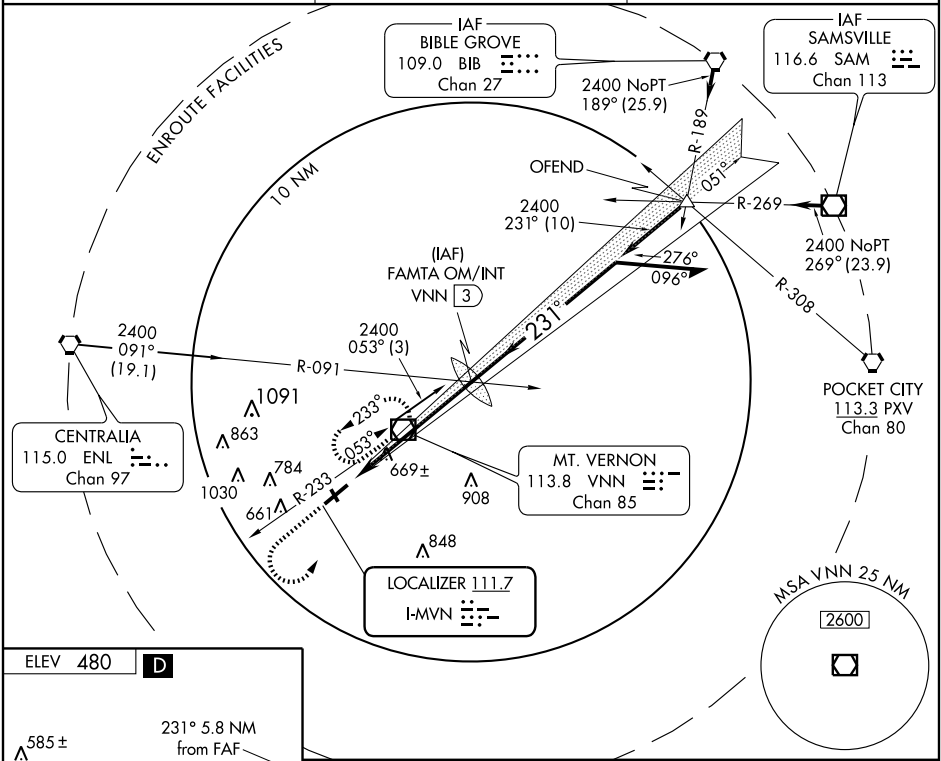 IAF
BIBLE GROVE
109.0 BIB
Chan 27
IAF
SAMSVILLE
116.6 SAM
Chan 113
ENROUTE FACILITIES
2400 NoPT
189° (25.9)
R-189
10 NM
OFEND
051°
2400
231° (10)
R-269
2400 NoPT
269° (23.9)
276°
096°
(IAF)
FAMTA OM/INT
VNN 3
231°
R-308
2400
091°
(19.1)
2400
053° (3)
R-091
POCKET CITY
113.3 PXV
Chan 80
1091
233°
053°
863
CENTRALIA
115.0 ENL
Chan 97
784
669±
1030
R-233
661
908
MT. VERNON
113.8 VNN
Chan 85
848
LOCALIZER 111.7
I-MVN
MSA VNN 25 NM
2600
ELEV 480 D
231° 5.8 NM
from FAF
585±